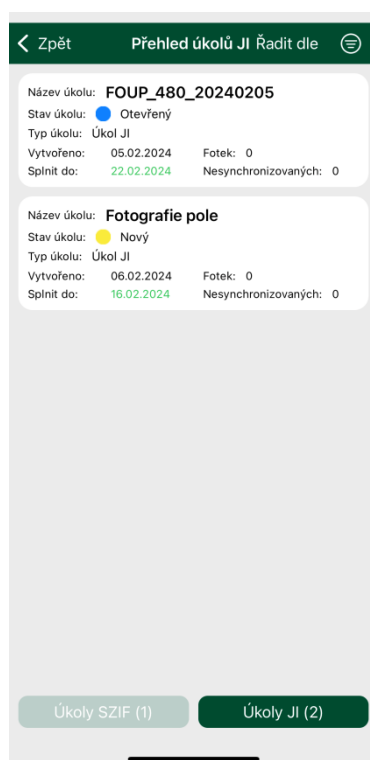 Zpět Přehled úkolů JI Řadit dle
Název úkolu: FOUP_480_20240205
Stav úkolu: Otevřený
Typ úkolu: Úkol JI
Vytvořeno: 05.02.2024 Fotek: 0
Splnit do: 22.02.2024 Nesynchronizovaných: 0
Název úkolu: Fotografie pole
Stav úkolu: Nový
Typ úkolu: Úkol JI
Vytvořeno: 06.02.2024 Fotek: 0
Splnit do: 16.02.2024 Nesynchronizovaných: 0
Úkoly SZIF (1) Úkoly JI (2)